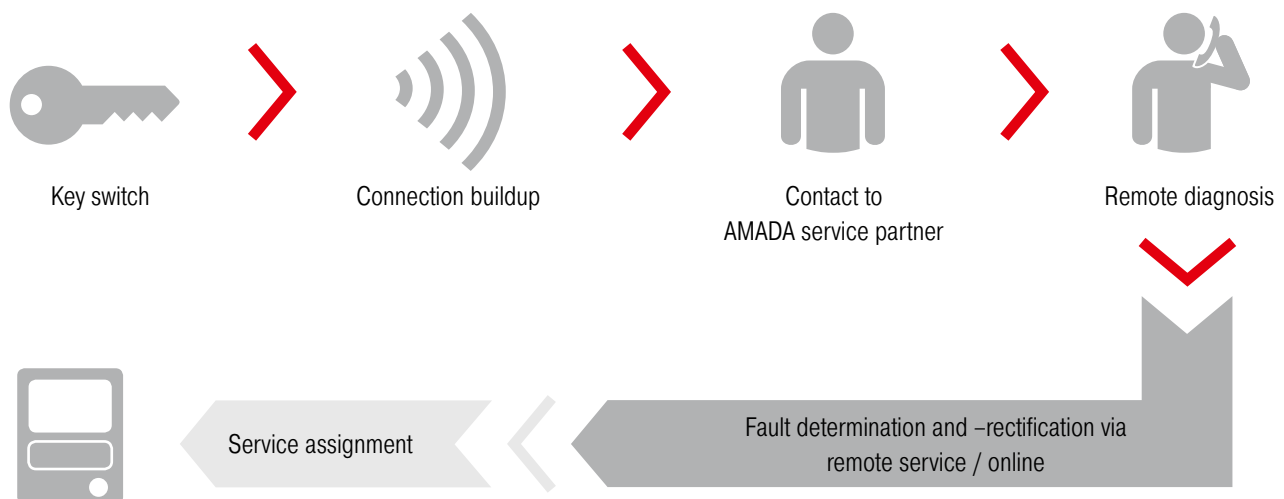 Key switch
Connection buildup
Contact to
AMADA service partner
Remote diagnosis
Fault determination and –rectification via
remote service / online
Service assignment